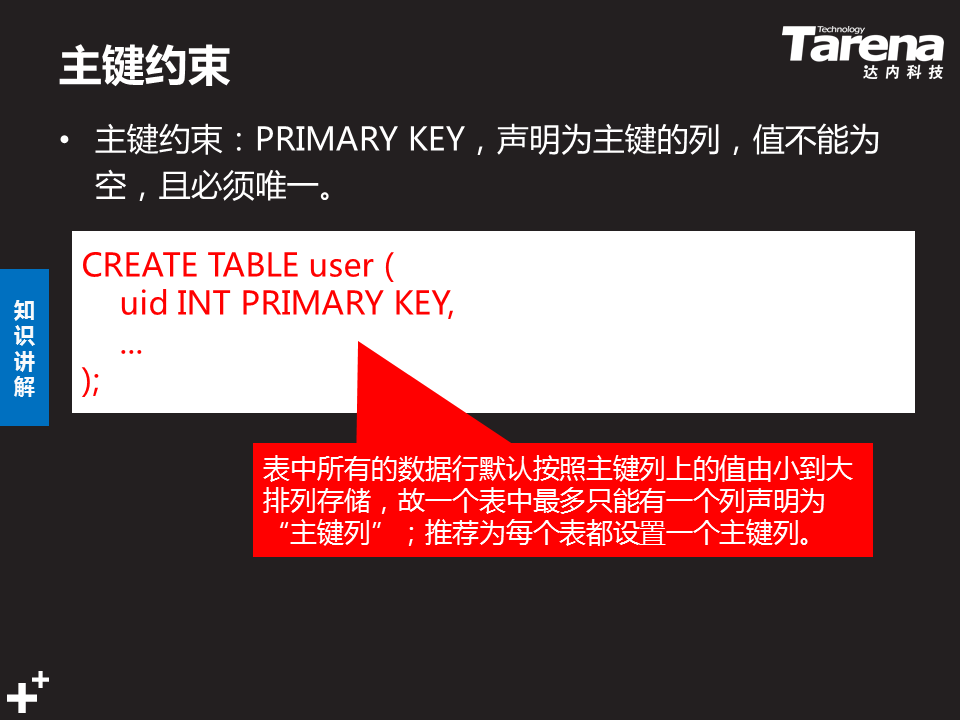 主键约束
Technology
Tarena
达内科技
• 主键约束：PRIMARY KEY，声明为主键的列，值不能为
空，且必须唯一。
CREATE TABLE user (
uid INT PRIMARY KEY,
...
);
知识讲解
表中所有的数据行默认按照主键列上的值由小到大
排列存储，故一个表中最多只能有一个列声明为
“主键列”；推荐为每个表都设置一个主键列。